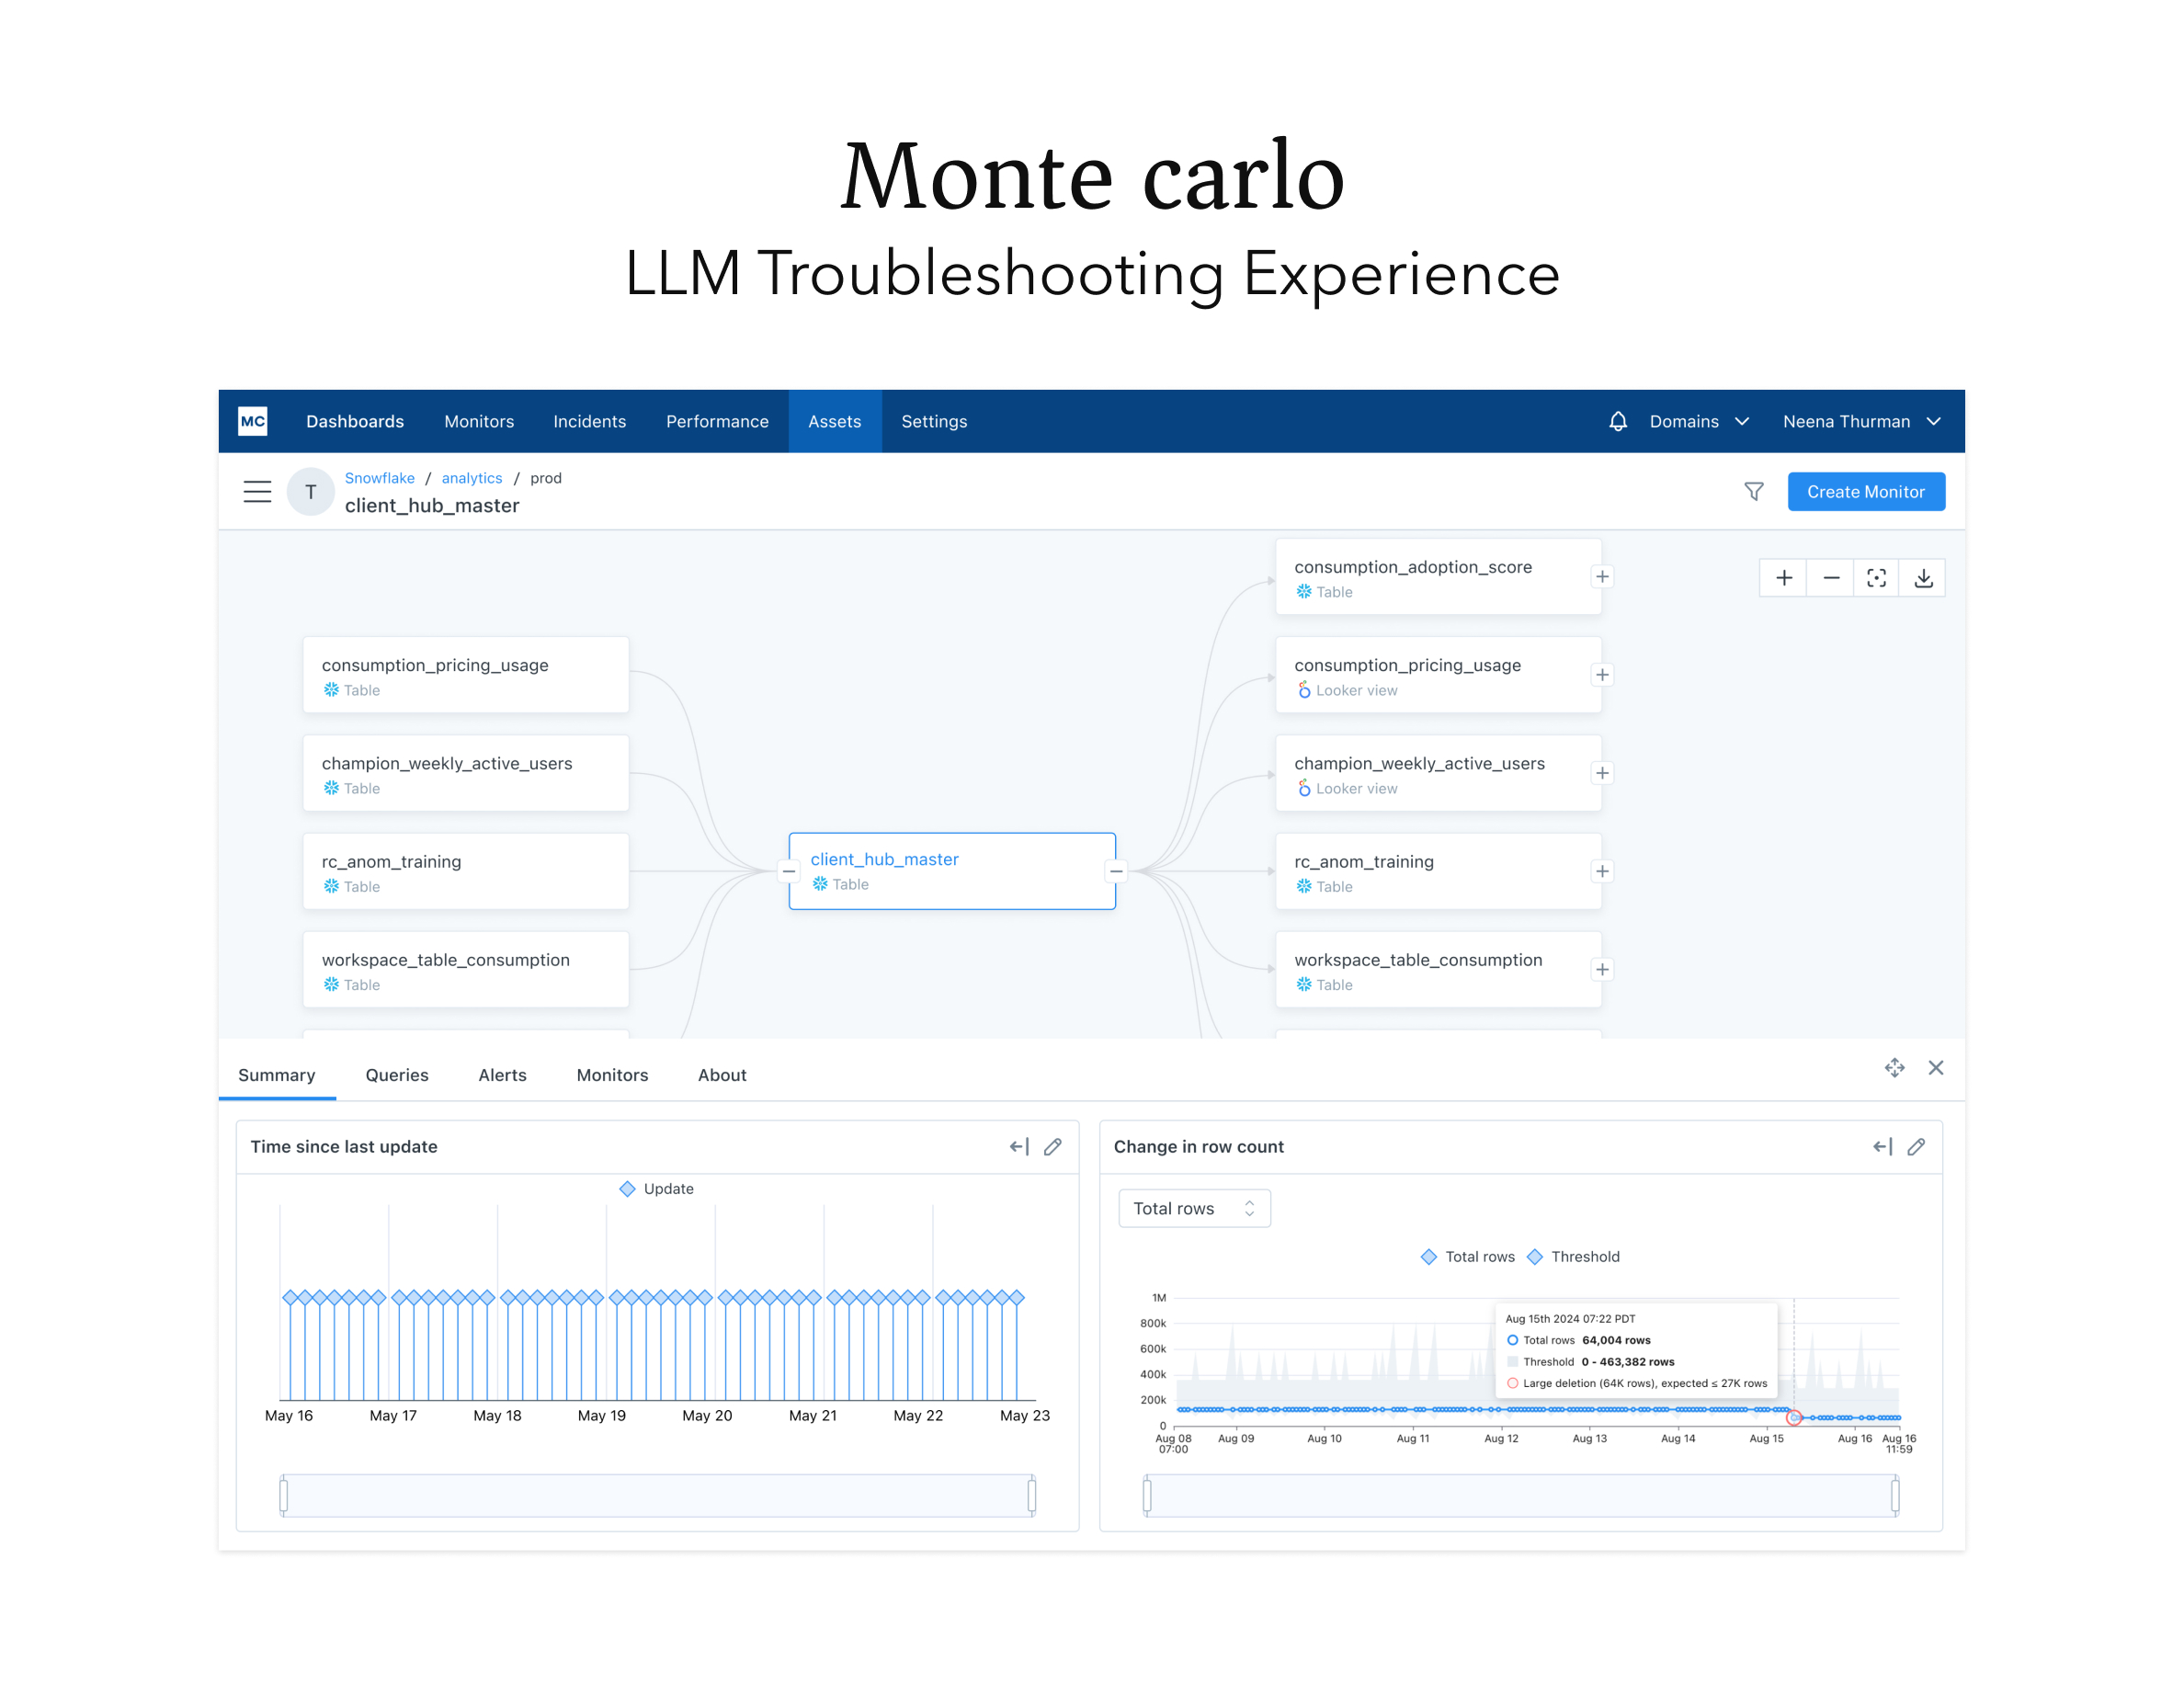 Monte carlo
LLM Troubleshooting Experience
MC Dashboards Monitors Incidents Performance Assets Settings Domains Neena Thurman
T Snowflake / analytics / prod
client_hub_master
Create Monitor
consumption_pricing_usage
Table
champion_weekly_active_users
Table
rc_anom_training
Table
workspace_table_consumption
Table
client_hub_master
Table
consumption_adoption_score
Table
consumption_pricing_usage
Looker view
champion_weekly_active_users
Looker view
rc_anom_training
Table
workspace_table_consumption
Table
Summary Queries Alerts Monitors About
Time since last update
Update
May 16 May 17 May 18 May 19 May 20 May 21 May 22 May 23
Change in row count
Total rows
Total rows Threshold
1M
800k
600k
400k
200k
0
Aug 15th 2024 07:22 PDT
Total rows 64,004 rows
Threshold 0 - 463,382 rows
Large deletion (64K rows), expected ≤ 27K rows
Aug 08 Aug 09 Aug 10 Aug 11 Aug 12 Aug 13 Aug 14 Aug 15 Aug 16 Aug 16
07:00 11:59